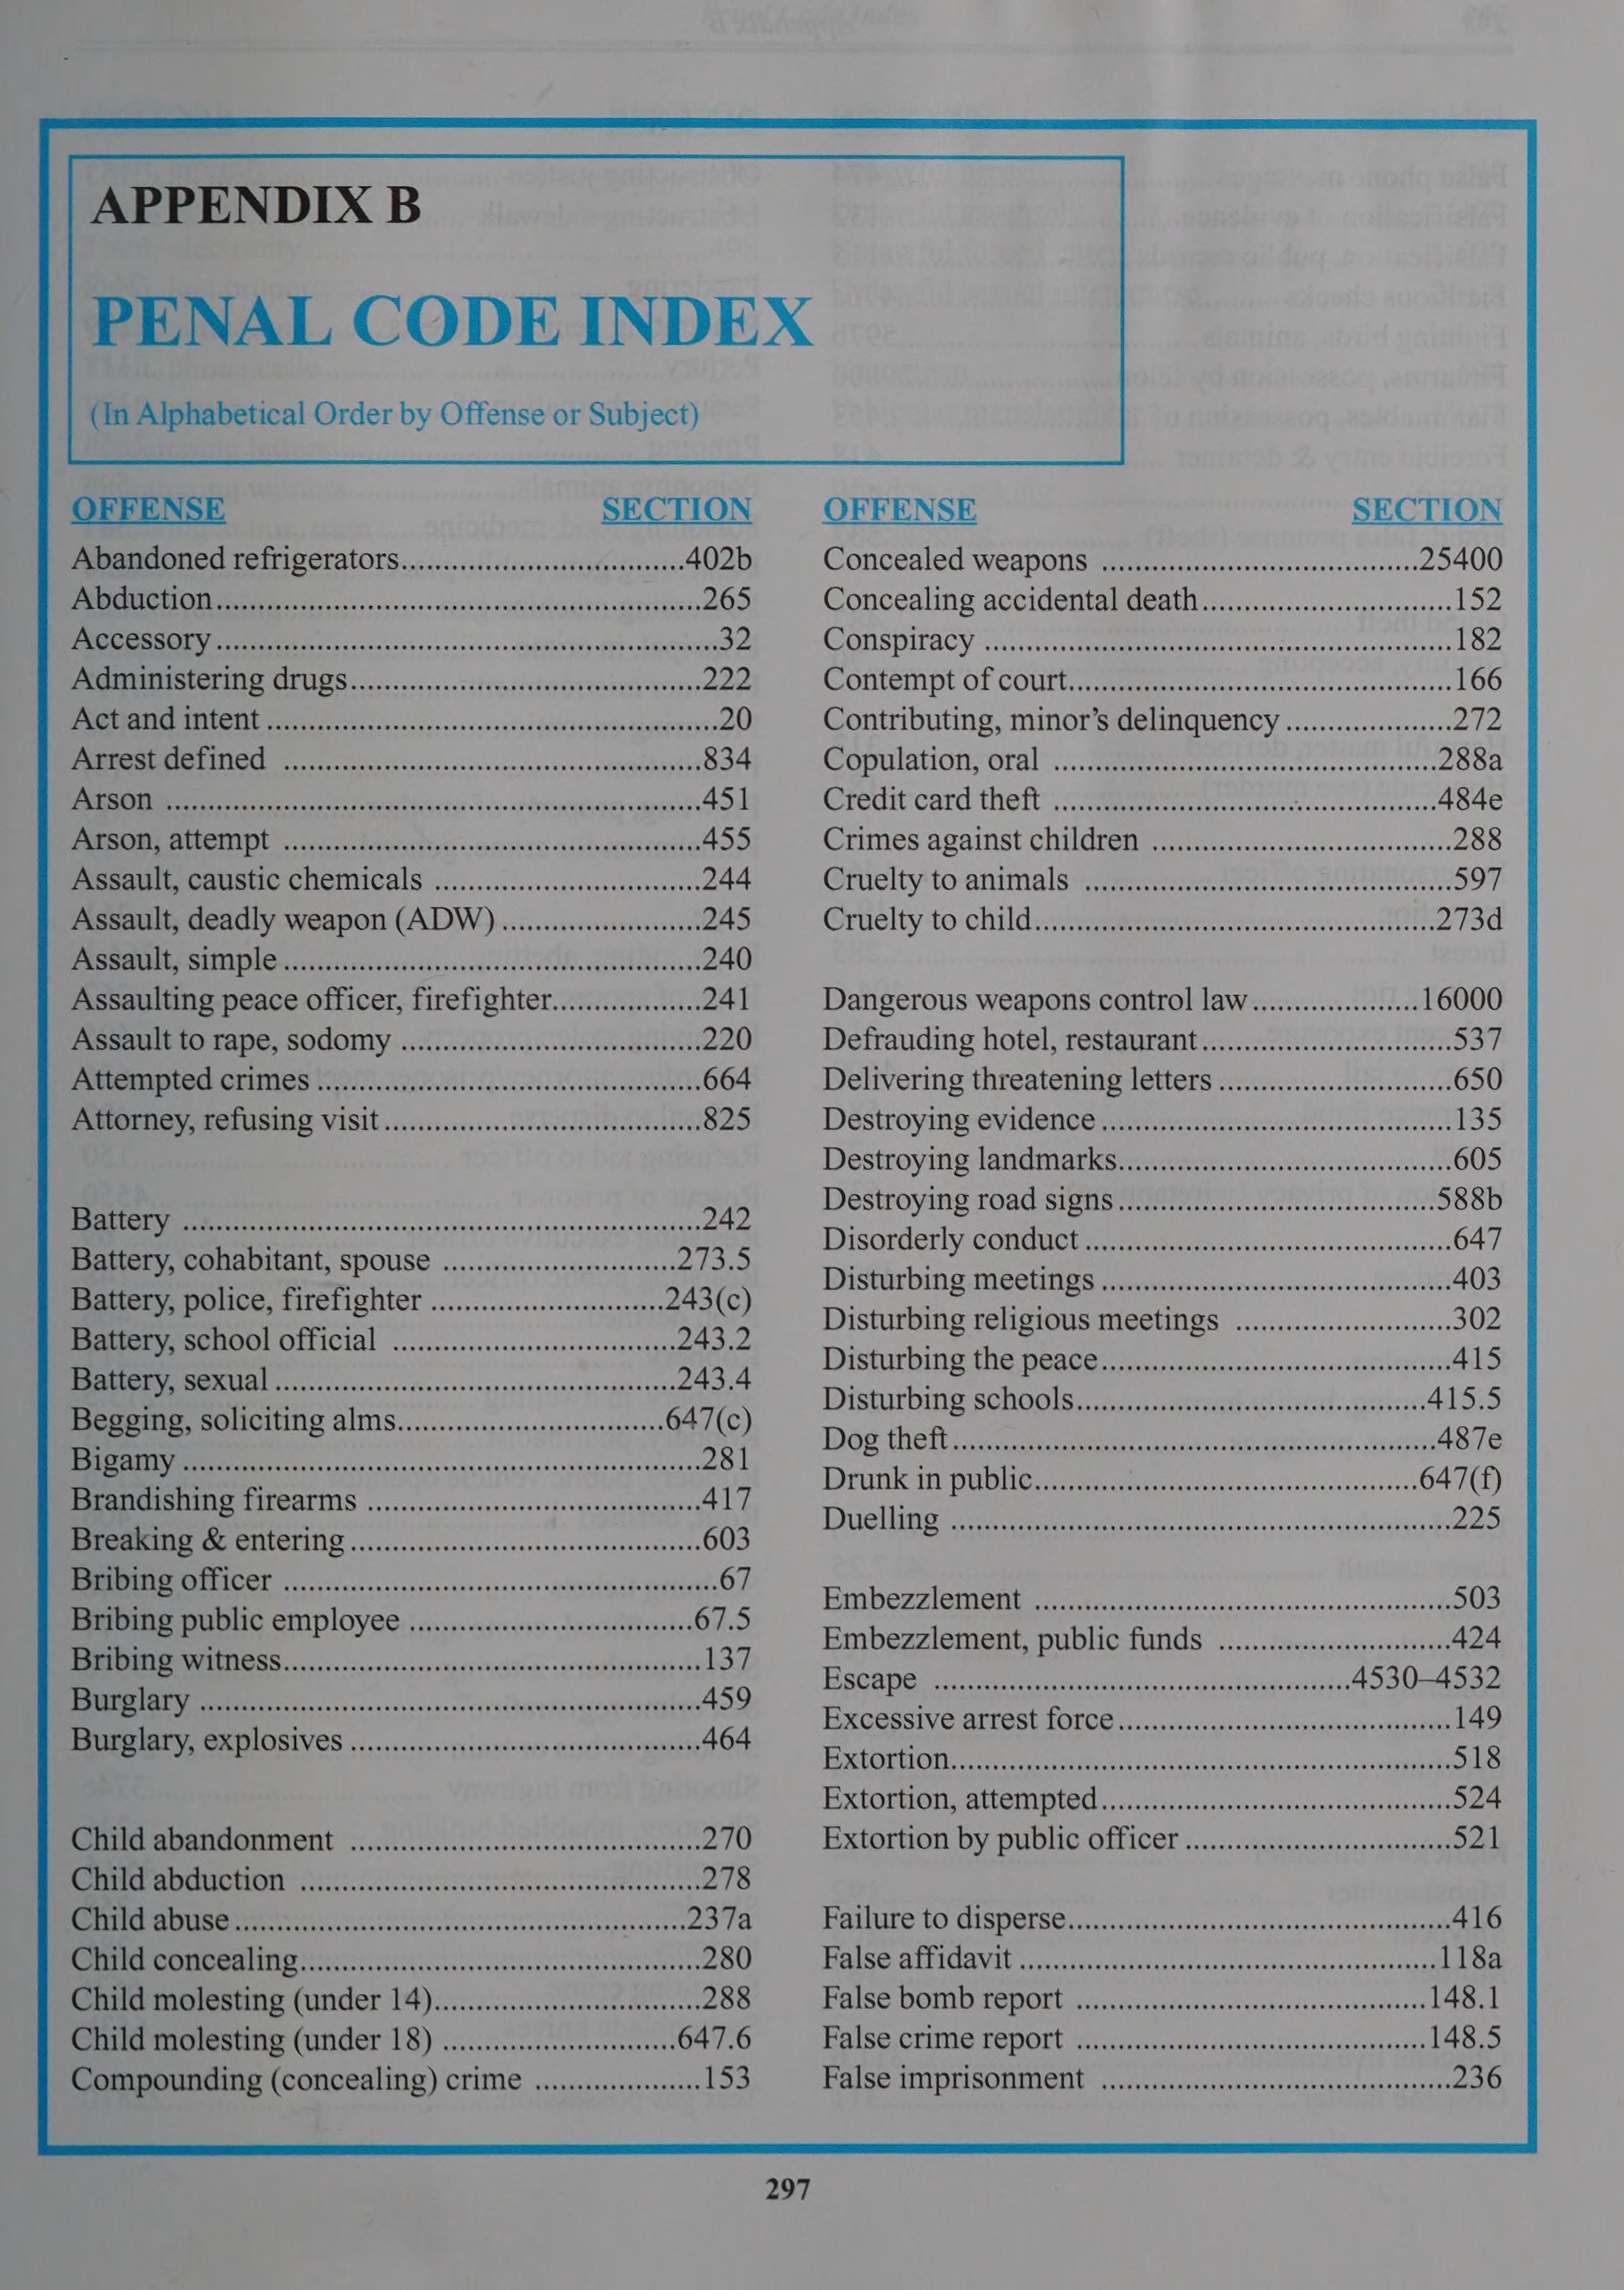 APPENDIX B
PENAL CODE INDEX
(In Alphabetical Order by Offense or Subject)
OFFENSE SECTION
Abandoned refrigerators..................................402b
Abduction..........................................................265
Accessory............................................................32
Administering drugs..........................................222
Act and intent......................................................20
Arrest defined ..................................................834
Arson ................................................................451
Arson, attempt ..................................................455
Assault, caustic chemicals ................................244
Assault, deadly weapon (ADW)........................245
Assault, simple..................................................240
Assaulting peace officer, firefighter..................241
Assault to rape, sodomy ....................................220
Attempted crimes..............................................664
Attorney, refusing visit......................................825
Battery ..............................................................242
Battery, cohabitant, spouse ............................273.5
Battery, police, firefighter............................243(c)
Battery, school official ..................................243.2
Battery, sexual................................................243.4
Begging, soliciting alms................................647(c)
Bigamy..............................................................281
Brandishing firearms ........................................417
Breaking & entering..........................................603
Bribing officer ....................................................67
Bribing public employee ..................................67.5
Bribing witness..................................................137
Burglary ............................................................459
Burglary, explosives..........................................464
Child abandonment ..........................................270
Child abduction ................................................278
Child abuse......................................................237a
Child concealing................................................280
Child molesting (under 14)................................288
Child molesting (under 18) ............................647.6
Compounding (concealing) crime ....................153
OFFENSE SECTION
Concealed weapons ......................................25400
Concealing accidental death..............................152
Conspiracy ........................................................182
Contempt of court..............................................166
Contributing, minor’s delinquency....................272
Copulation, oral ..............................................288a
Credit card theft ..............................................484e
Crimes against children ....................................288
Cruelty to animals ............................................597
Cruelty to child................................................273d
Dangerous weapons control law....................16000
Defrauding hotel, restaurant..............................537
Delivering threatening letters............................650
Destroying evidence..........................................135
Destroying landmarks........................................605
Destroying road signs......................................588b
Disorderly conduct............................................647
Disturbing meetings..........................................403
Disturbing religious meetings ..........................302
Disturbing the peace..........................................415
Disturbing schools..........................................415.5
Dog theft..........................................................487e
Drunk in public..............................................647(f)
Duelling ............................................................225
Embezzlement ..................................................503
Embezzlement, public funds ............................424
Escape ..................................................4530–4532
Excessive arrest force........................................149
Extortion............................................................518
Extortion, attempted..........................................524
Extortion by public officer................................521
Failure to disperse..............................................416
False affidavit..................................................118a
False bomb report ..........................................148.1
False crime report ..........................................148.5
False imprisonment ..........................................236
297